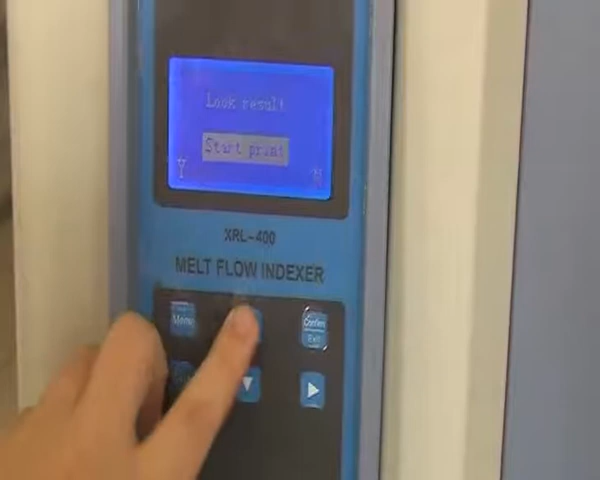 Look result
Start print
Y N
XRL-400
MELT FLOW INDEXER
Menu
Confirm
Exit